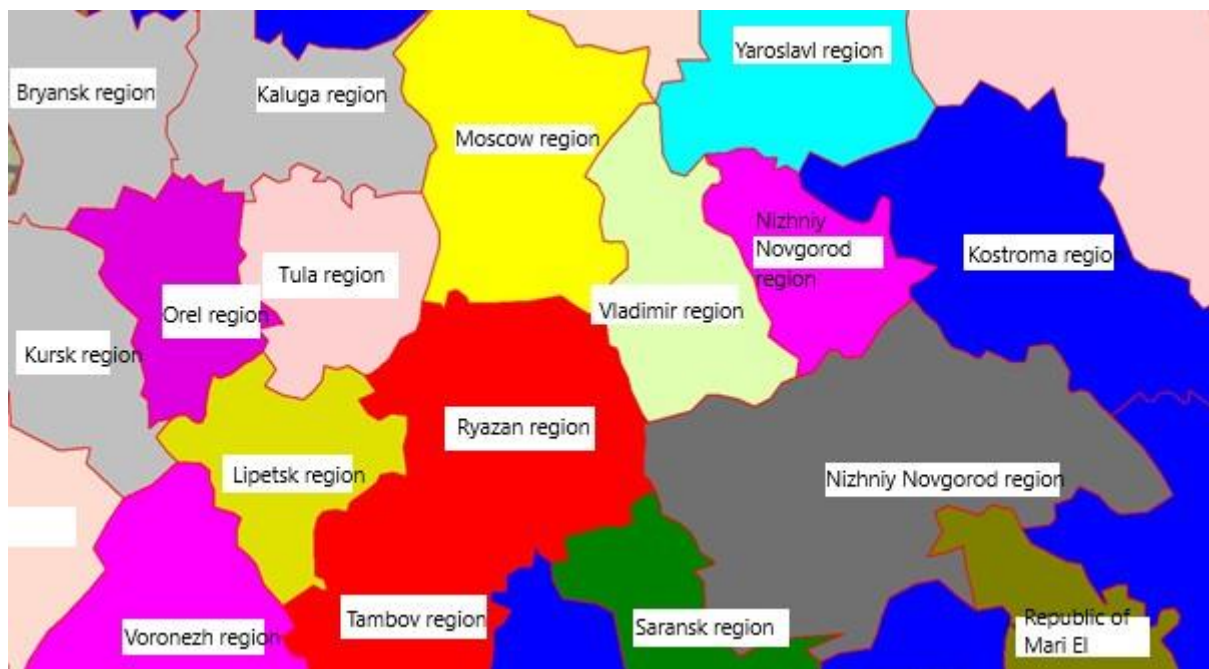 Yaroslavl region
Bryansk region
Kaluga region
Moscow region
Nizhniy
Novgorod
region
Kostroma region
Tula region
Orel region
Vladimir region
Kursk region
Ryazan region
Lipetsk region
Nizhniy Novgorod region
Tambov region
Saransk region
Republic of
Mari El
Voronezh region